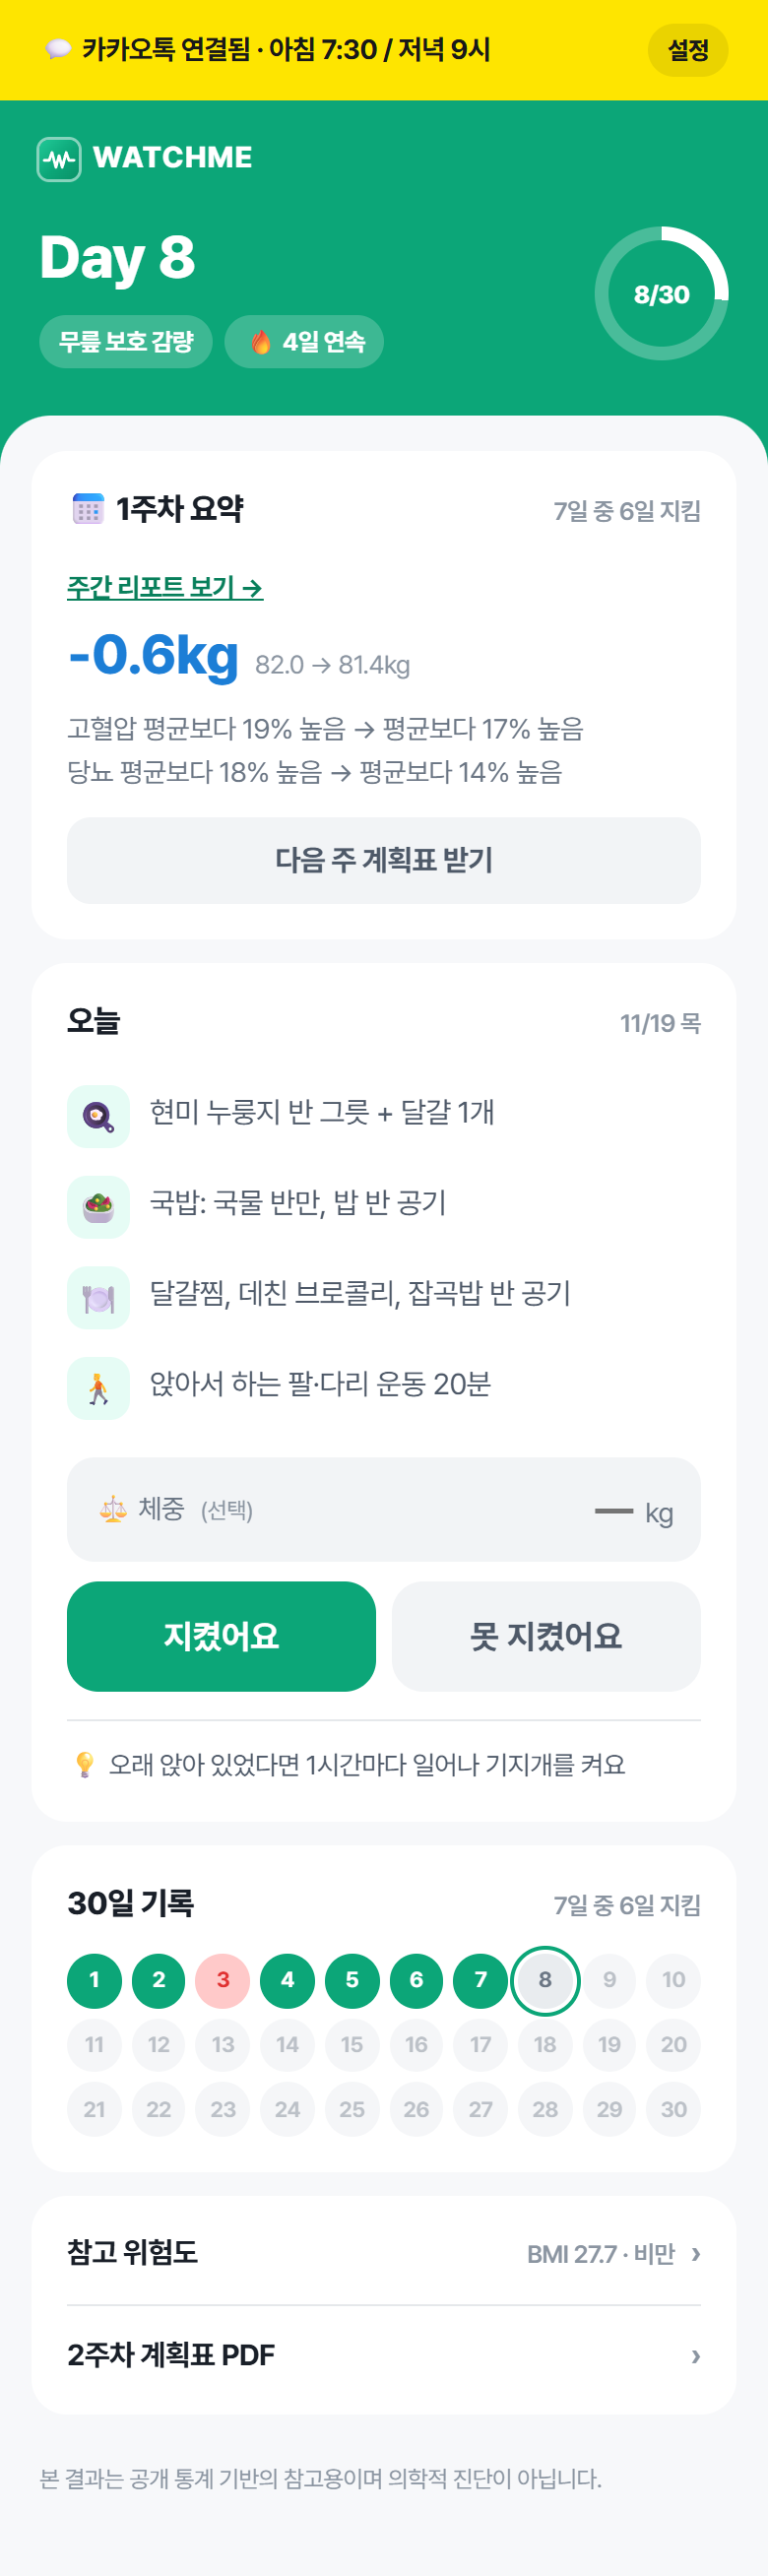 카카오톡 연결됨 · 아침 7:30 / 저녁 9시
설정
WATCHME
Day 8
8/30
무릎 보호 감량
4일 연속
1주차 요약
7일 중 6일 지킴
주간 리포트 보기 →
-0.6kg 82.0 → 81.4kg
고혈압 평균보다 19% 높음 → 평균보다 17% 높음
당뇨 평균보다 18% 높음 → 평균보다 14% 높음
다음 주 계획표 받기
오늘
11/19 목
현미 누룽지 반 그릇 + 달걀 1개
국밥: 국물 반만, 밥 반 공기
달걀찜, 데친 브로콜리, 잡곡밥 반 공기
앉아서 하는 팔·다리 운동 20분
체중 (선택)
— kg
지켰어요
못 지켰어요
오래 앉아 있었다면 1시간마다 일어나 기지개를 켜요
30일 기록
7일 중 6일 지킴
1 2 3 4 5 6 7 8 9 10
11 12 13 14 15 16 17 18 19 20
21 22 23 24 25 26 27 28 29 30
참고 위험도
BMI 27.7 · 비만 ›
2주차 계획표 PDF ›
본 결과는 공개 통계 기반의 참고용이며 의학적 진단이 아닙니다.